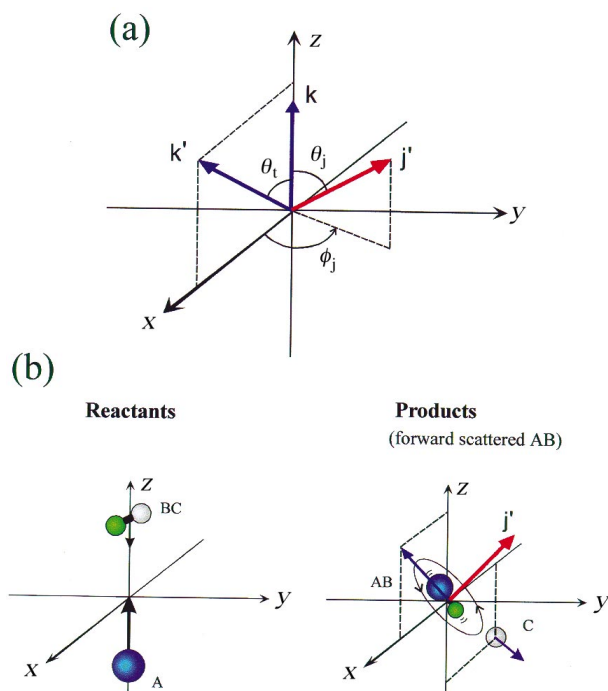 (a)
z
k
k'
θt
θj
j'
y
ϕj
x
(b)
Reactants
Products
(forward scattered AB)
z
BC
y
x
A
z
j'
AB
y
C
x